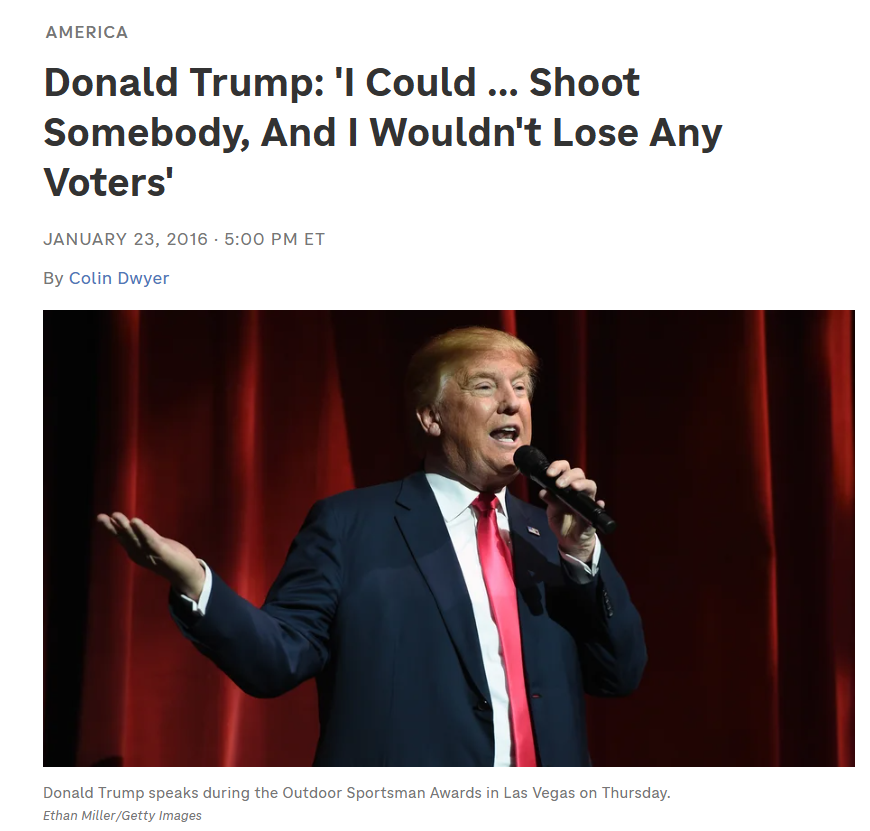 AMERICA
Donald Trump: 'I Could ... Shoot
Somebody, And I Wouldn't Lose Any
Voters'
JANUARY 23, 2016 · 5:00 PM ET
By Colin Dwyer
Donald Trump speaks during the Outdoor Sportsman Awards in Las Vegas on Thursday.
Ethan Miller/Getty Images